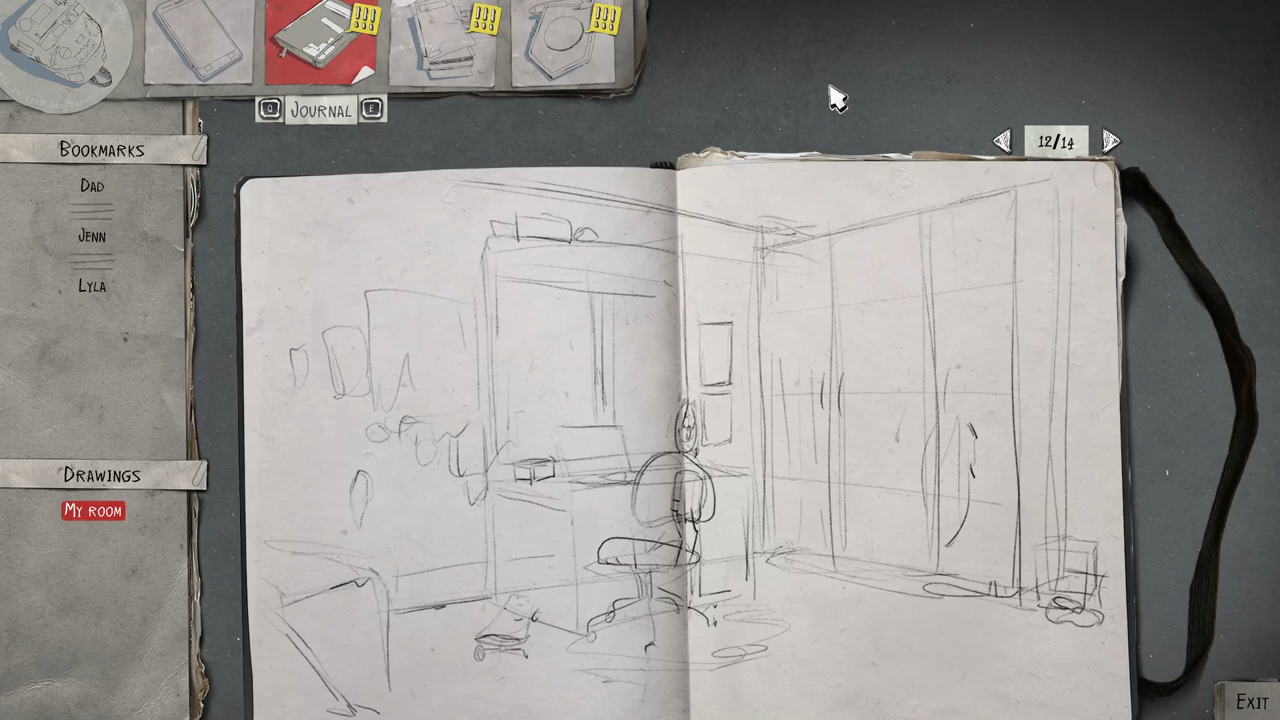 Q
JOURNAL
E
12/14
BOOKMARKS
DAD
JENN
LYLA
DRAWINGS
MY ROOM
EXIT